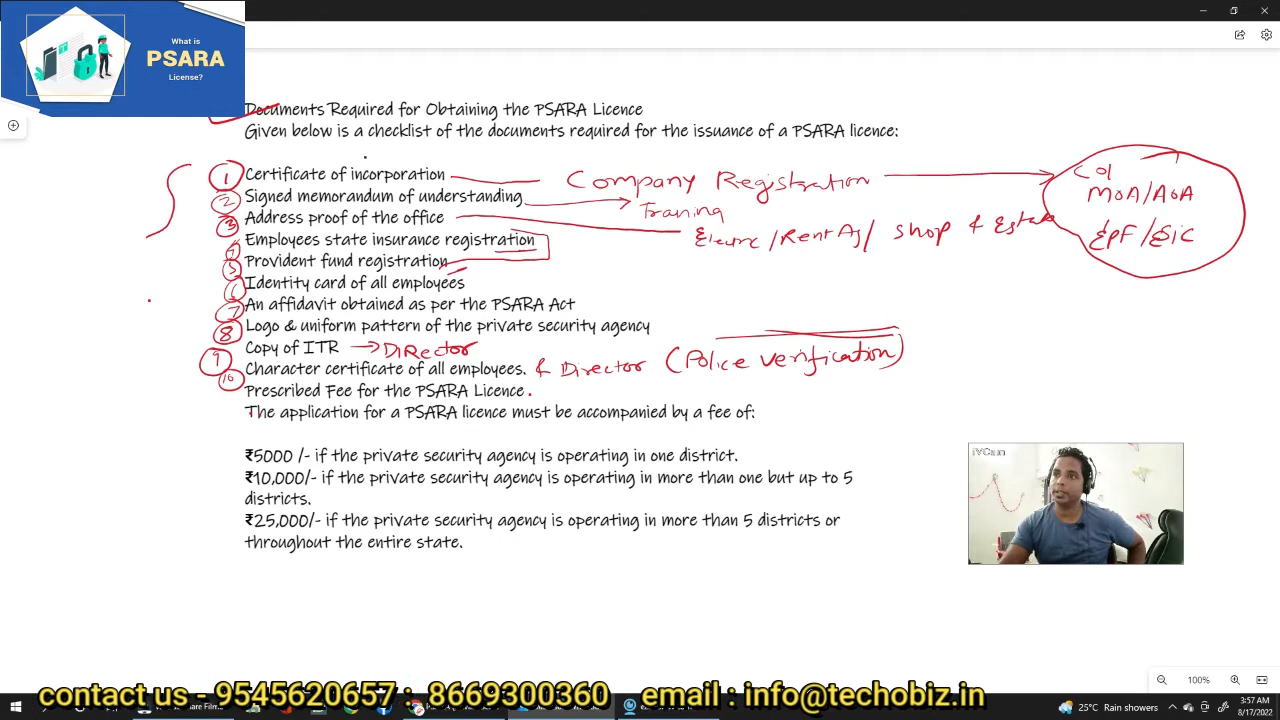 What is
PSARA
License?
Documents Required for Obtaining the PSARA Licence
Given below is a checklist of the documents required for the issuance of a PSARA licence:
1 Certificate of incorporation Company Registration COI
2 Signed memorandum of understanding Traning MOA/AOA
3 Address proof of the office Electric/Rent Ag/ Shop & Estate
4 Employees state insurance registration EPF/ESIC
5 Provident fund registration
6 Identity card of all employees
7 An affidavit obtained as per the PSARA Act
8 Logo & uniform pattern of the private security agency
Copy of ITR DiRector
9 Character certificate of all employees. & Director (Police verification)
10 Prescribed Fee for the PSARA Licence
The application for a PSARA licence must be accompanied by a fee of:
₹5000 /- if the private security agency is operating in one district.
₹10,000/- if the private security agency is operating in more than one but up to 5
districts.
₹25,000/- if the private security agency is operating in more than 5 districts or
throughout the entire state.
iVCam
100%
contact us - 9545620657 : 8669300360 email : info@techobiz.in
25°C Rain showers
3:57 AM
8/17/2022